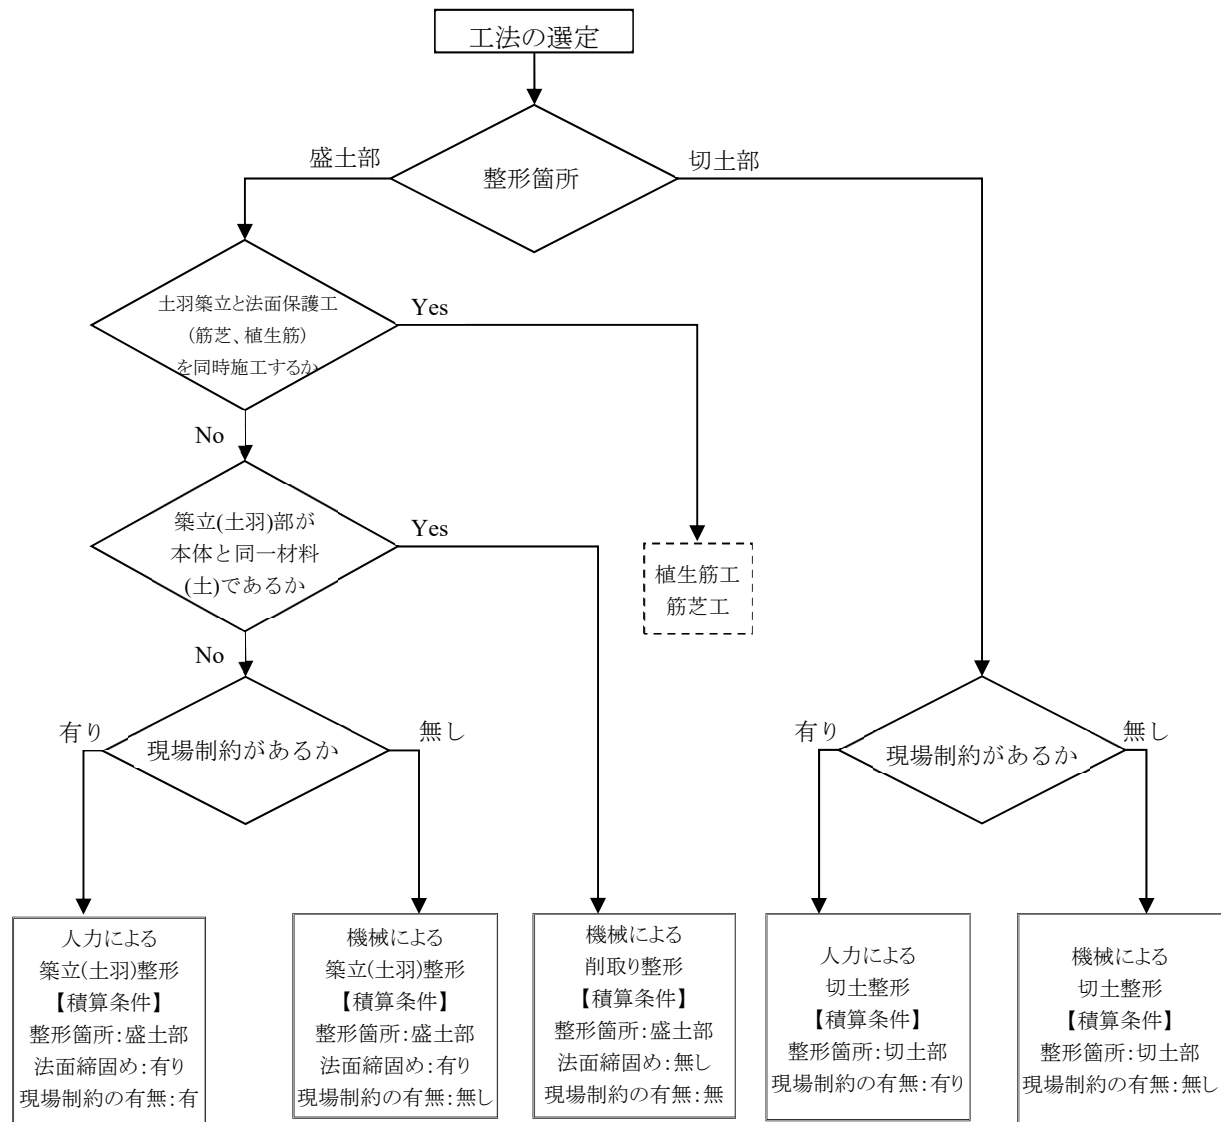 工法の選定
盛土部
切土部
整形箇所
土羽築立と法面保護工
(筋芝、植生筋)
を同時施工するか
Yes
No
築立(土羽)部が
本体と同一材料
(土)であるか
Yes
植生筋工
筋芝工
No
有り
現場制約があるか
無し
有り
現場制約があるか
無し
人力による
築立(土羽)整形
【積算条件】
整形箇所:盛土部
法面締固め:有り
現場制約の有無:有
機械による
築立(土羽)整形
【積算条件】
整形箇所:盛土部
法面締固め:有り
現場制約の有無:無し
機械による
削取り整形
【積算条件】
整形箇所:盛土部
法面締固め:無し
現場制約の有無:無
人力による
切土整形
【積算条件】
整形箇所:切土部
現場制約の有無:有り
機械による
切土整形
【積算条件】
整形箇所:切土部
現場制約の有無:無し